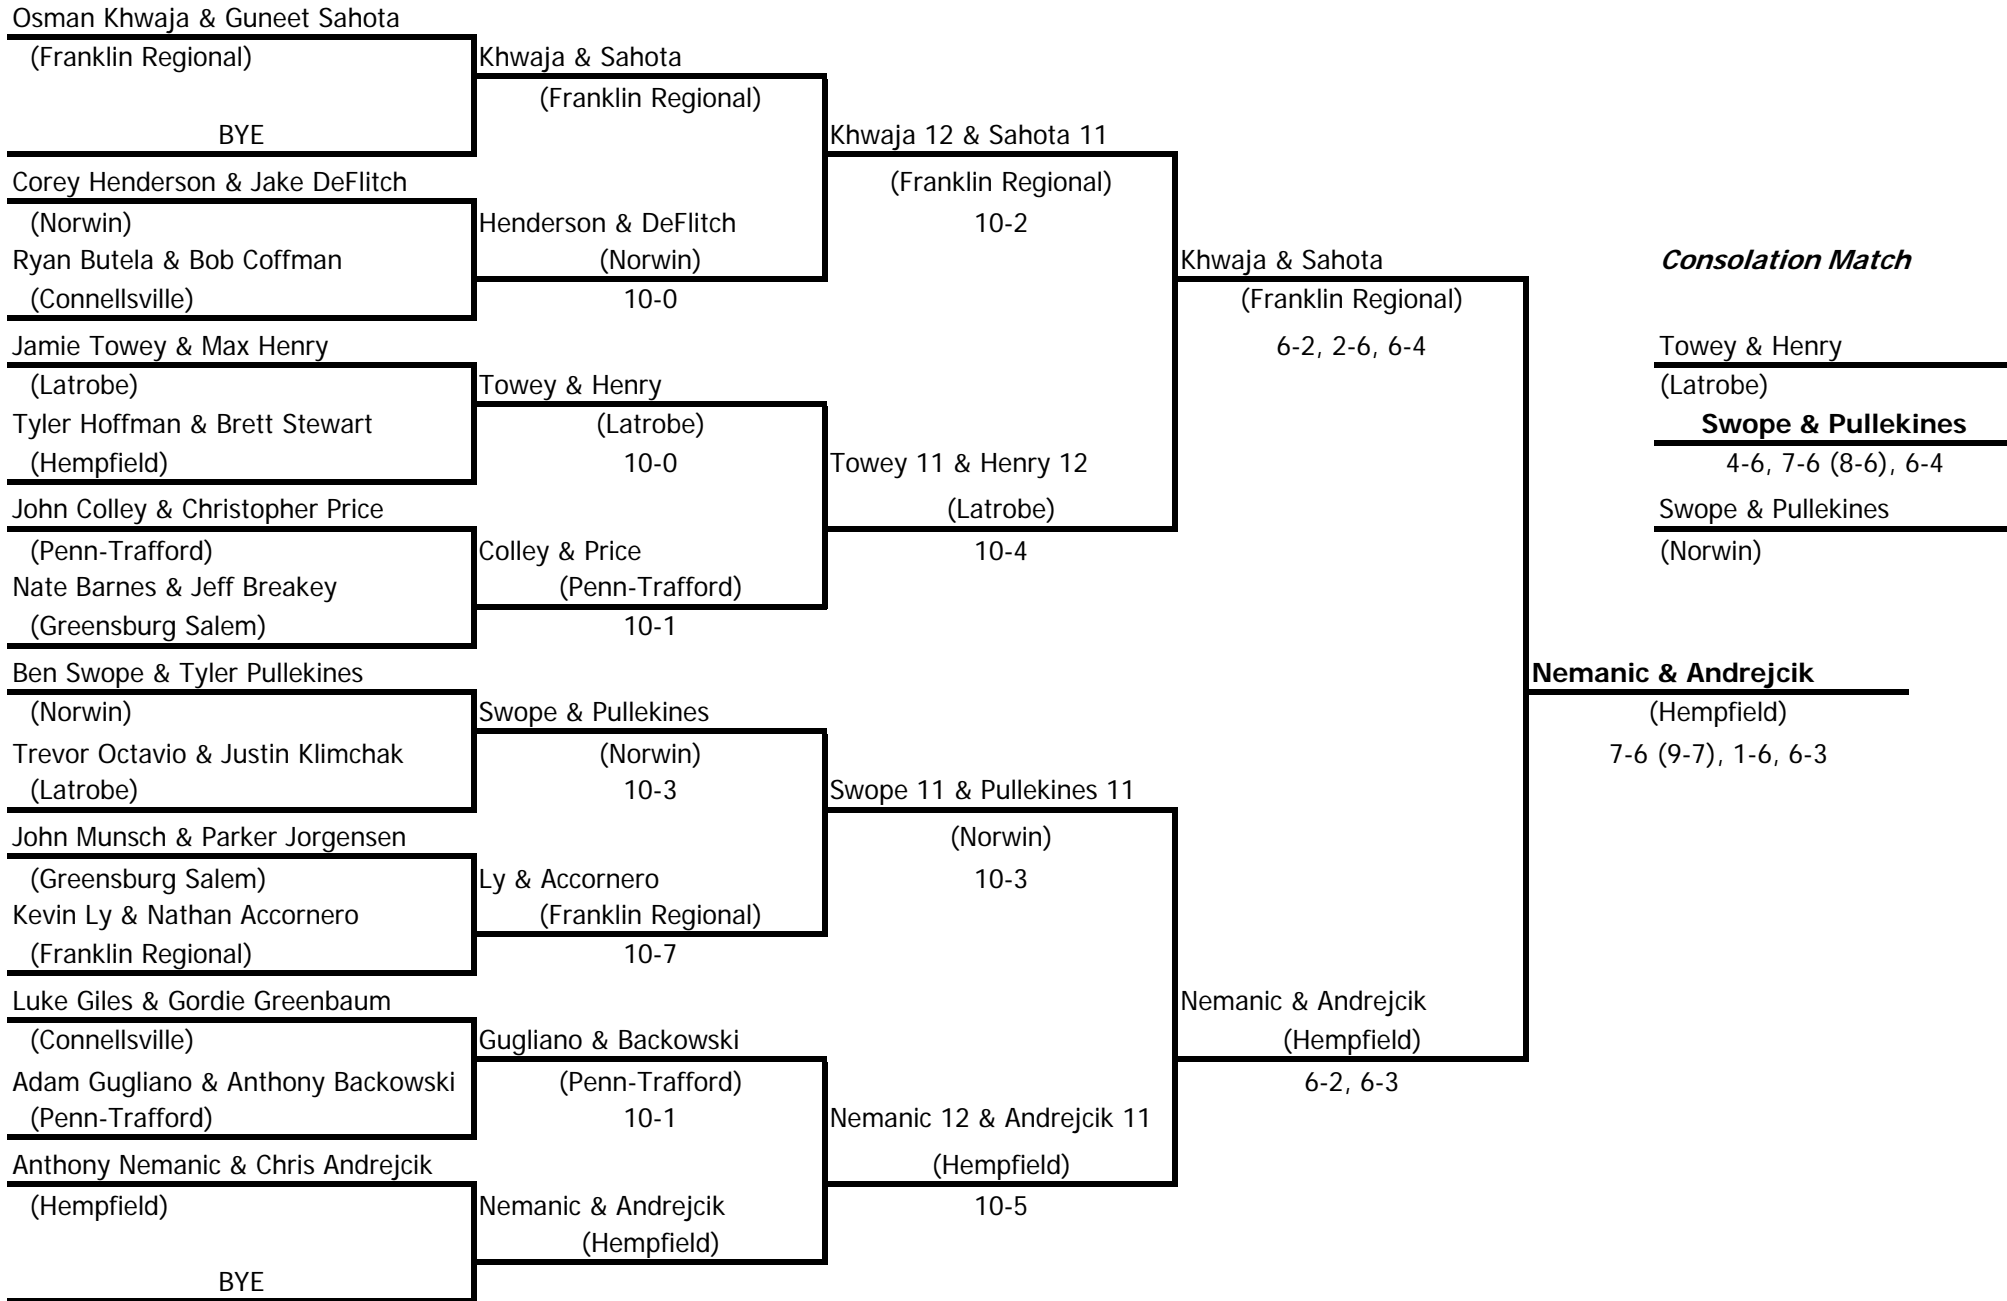 Osman Khwaja & Guneet Sahota
(Franklin Regional)
BYE
Corey Henderson & Jake DeFlitch
(Norwin)
Ryan Butela & Bob Coffman
(Connellsville)
Jamie Towey & Max Henry
(Latrobe)
Tyler Hoffman & Brett Stewart
(Hempfield)
John Colley & Christopher Price
(Penn-Trafford)
Nate Barnes & Jeff Breakey
(Greensburg Salem)
Ben Swope & Tyler Pullekines
(Norwin)
Trevor Octavio & Justin Klimchak
(Latrobe)
John Munsch & Parker Jorgensen
(Greensburg Salem)
Kevin Ly & Nathan Accornero
(Franklin Regional)
Luke Giles & Gordie Greenbaum
(Connellsville)
Adam Gugliano & Anthony Backowski
(Penn-Trafford)
Anthony Nemanic & Chris Andrejcik
(Hempfield)
BYE
Khwaja & Sahota
(Franklin Regional)
Henderson & DeFlitch
(Norwin)
10-0
Towey & Henry
(Latrobe)
10-0
Colley & Price
(Penn-Trafford)
10-1
Swope & Pullekines
(Norwin)
10-3
Ly & Accornero
(Franklin Regional)
10-7
Gugliano & Backowski
(Penn-Trafford)
10-1
Nemanic & Andrejcik
(Hempfield)
Khwaja 12 & Sahota 11
(Franklin Regional)
10-2
Towey 11 & Henry 12
(Latrobe)
10-4
Swope 11 & Pullekines 11
(Norwin)
10-3
Nemanic 12 & Andrejcik 11
(Hempfield)
10-5
Khwaja & Sahota
(Franklin Regional)
6-2, 2-6, 6-4
Nemanic & Andrejcik
(Hempfield)
6-2, 6-3
Nemanic & Andrejcik
(Hempfield)
7-6 (9-7), 1-6, 6-3
Consolation Match
Towey & Henry
(Latrobe)
Swope & Pullekines
4-6, 7-6 (8-6), 6-4
Swope & Pullekines
(Norwin)